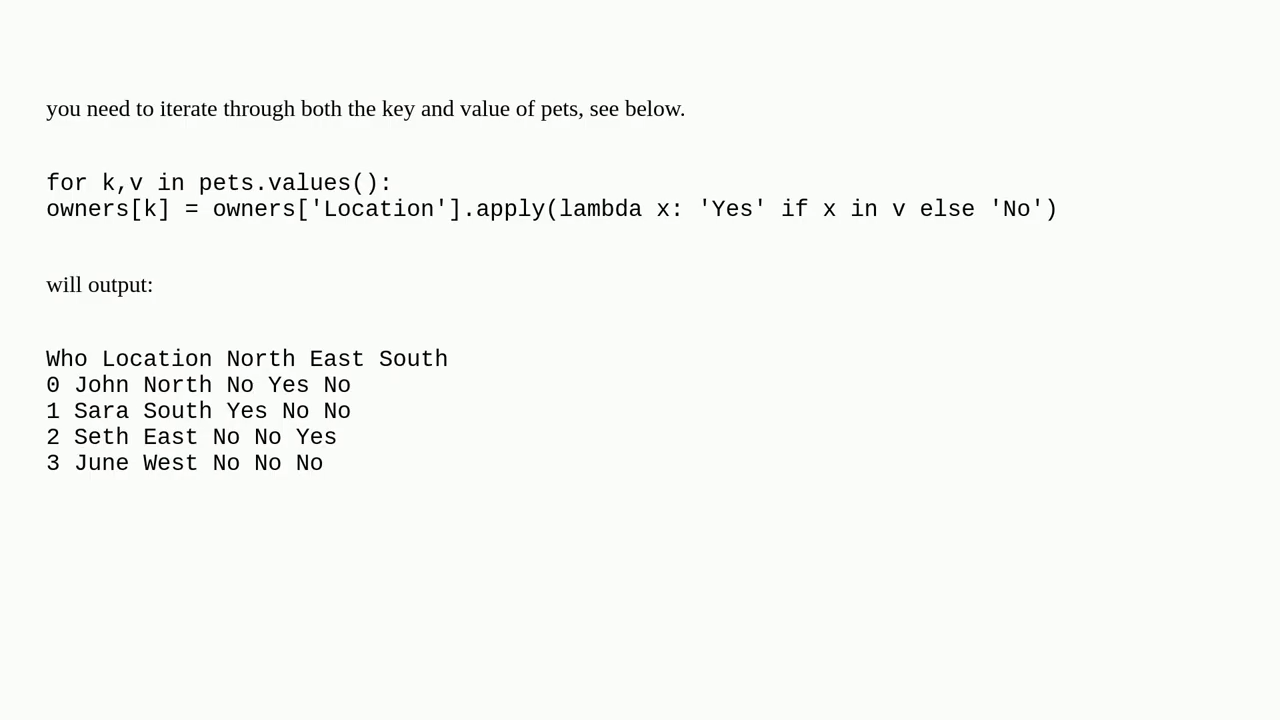 you need to iterate through both the key and value of pets, see below.
for k,v in pets.values():
owners[k] = owners['Location'].apply(lambda x: 'Yes' if x in v else 'No')
will output:
Who Location North East South
0 John North No Yes No
1 Sara South Yes No No
2 Seth East No No Yes
3 June West No No No